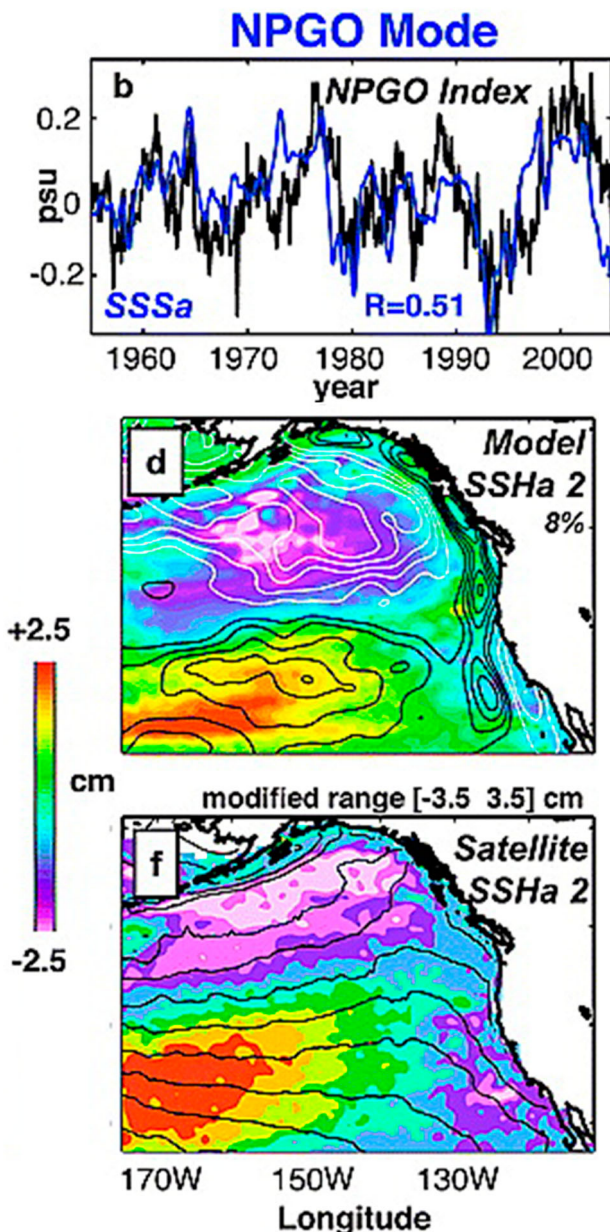 NPGO Mode
b
NPGO Index
0.2
0
-0.2
psu
SSSa
R=0.51
1960 1970 1980 1990 2000
year
d
Model
SSHa 2
8%
+2.5
cm
-2.5
modified range [-3.5 3.5] cm
f
Satellite
SSHa 2
170W 150W 130W
Longitude